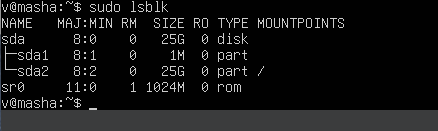 v@masha:~$ sudo lsblk
NAME   MAJ:MIN RM  SIZE RO TYPE MOUNTPOINTS
sda      8:0    0   25G  0 disk
├─sda1   8:1    0    1M  0 part
└─sda2   8:2    0   25G  0 part /
sr0     11:0    1 1024M  0 rom
v@masha:~$ _